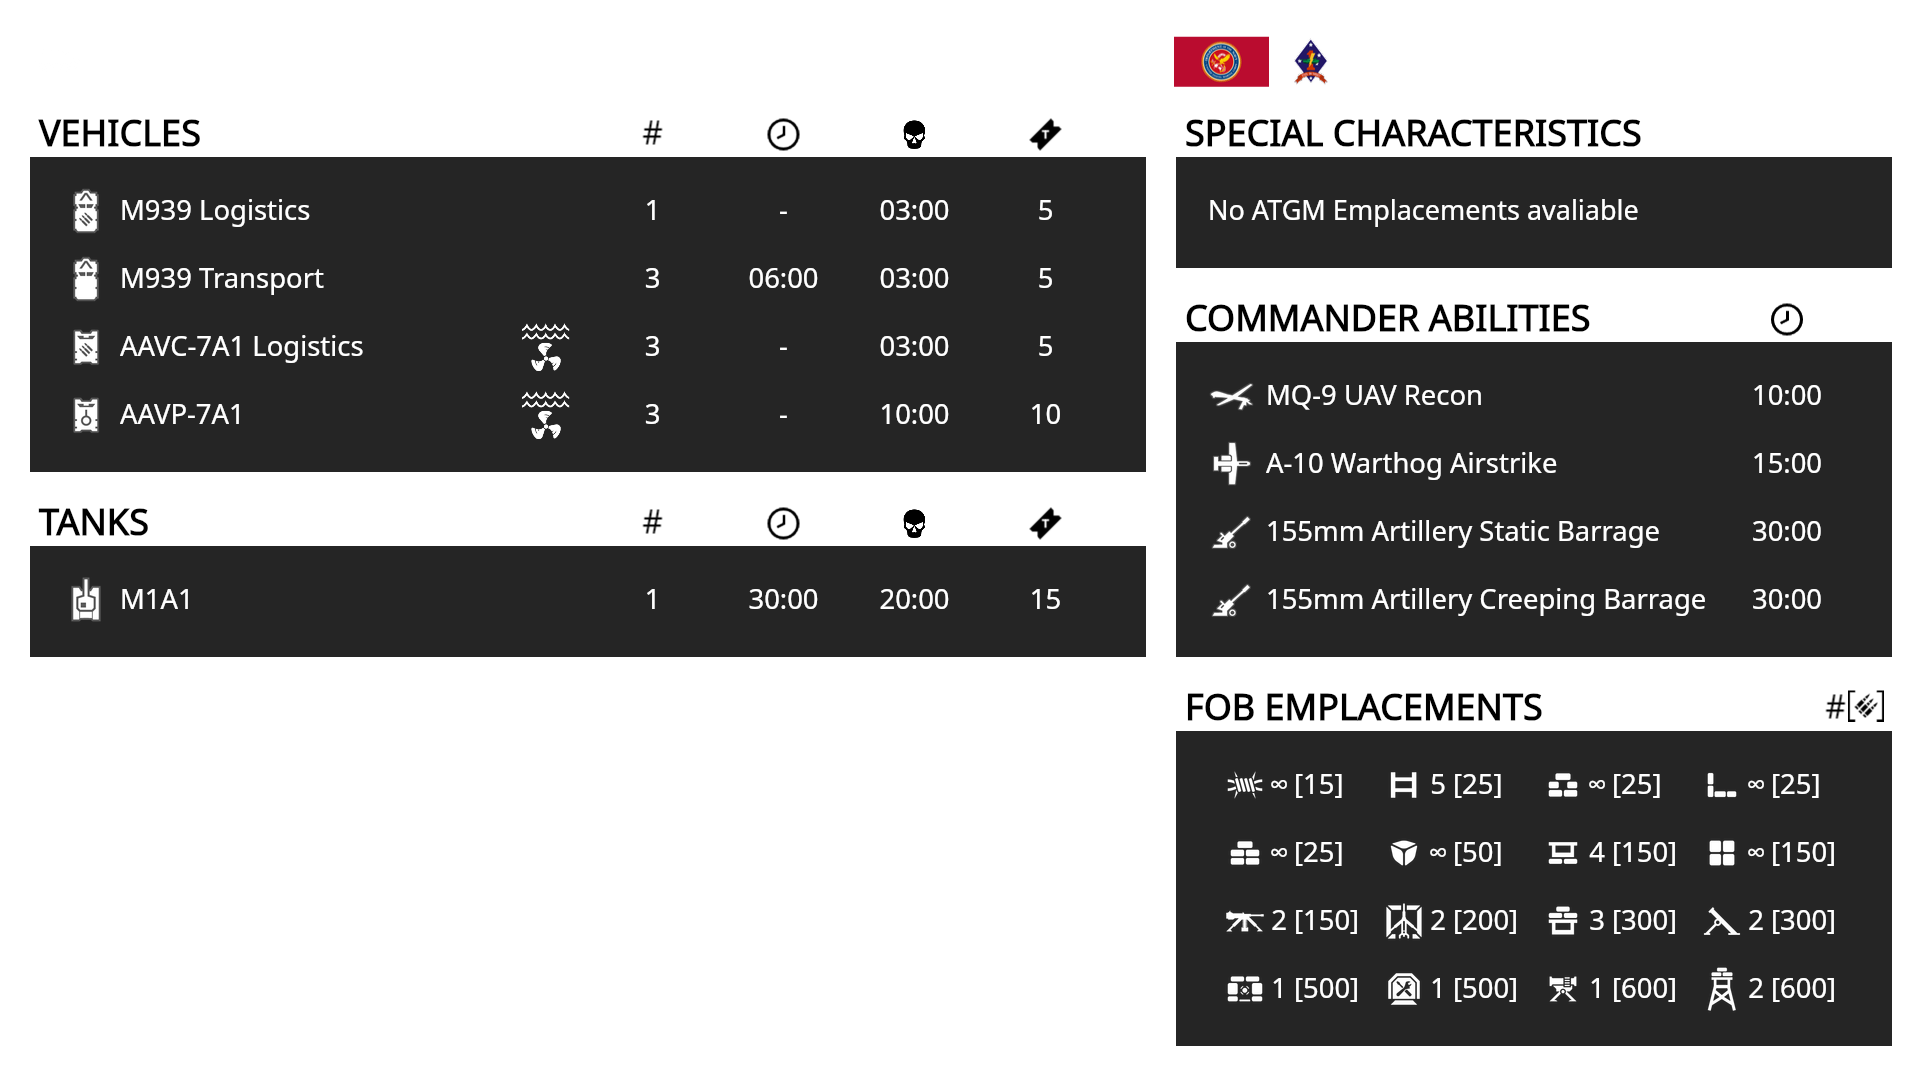 VEHICLES #
M939 Logistics 1 - 03:00 5
M939 Transport 3 06:00 03:00 5
AAVC-7A1 Logistics 3 - 03:00 5
AAVP-7A1 3 - 10:00 10
TANKS #
M1A1 1 30:00 20:00 15
SPECIAL CHARACTERISTICS
No ATGM Emplacements avaliable
COMMANDER ABILITIES
MQ-9 UAV Recon 10:00
A-10 Warthog Airstrike 15:00
155mm Artillery Static Barrage 30:00
155mm Artillery Creeping Barrage 30:00
FOB EMPLACEMENTS #[ ]
∞ [15] 5 [25] ∞ [25] ∞ [25]
∞ [25] ∞ [50] 4 [150] ∞ [150]
2 [150] 2 [200] 3 [300] 2 [300]
1 [500] 1 [500] 1 [600] 2 [600]